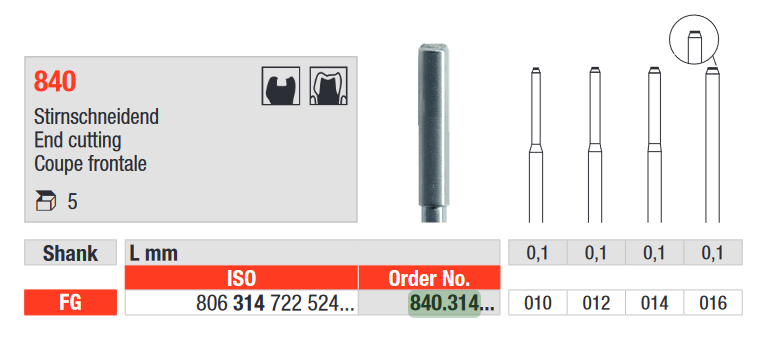 840
Stirnschneidend
End cutting
Coupe frontale
5
Shank L mm 0,1 0,1 0,1 0,1
ISO Order No.
FG 806 314 722 524... 840.314... 010 012 014 016